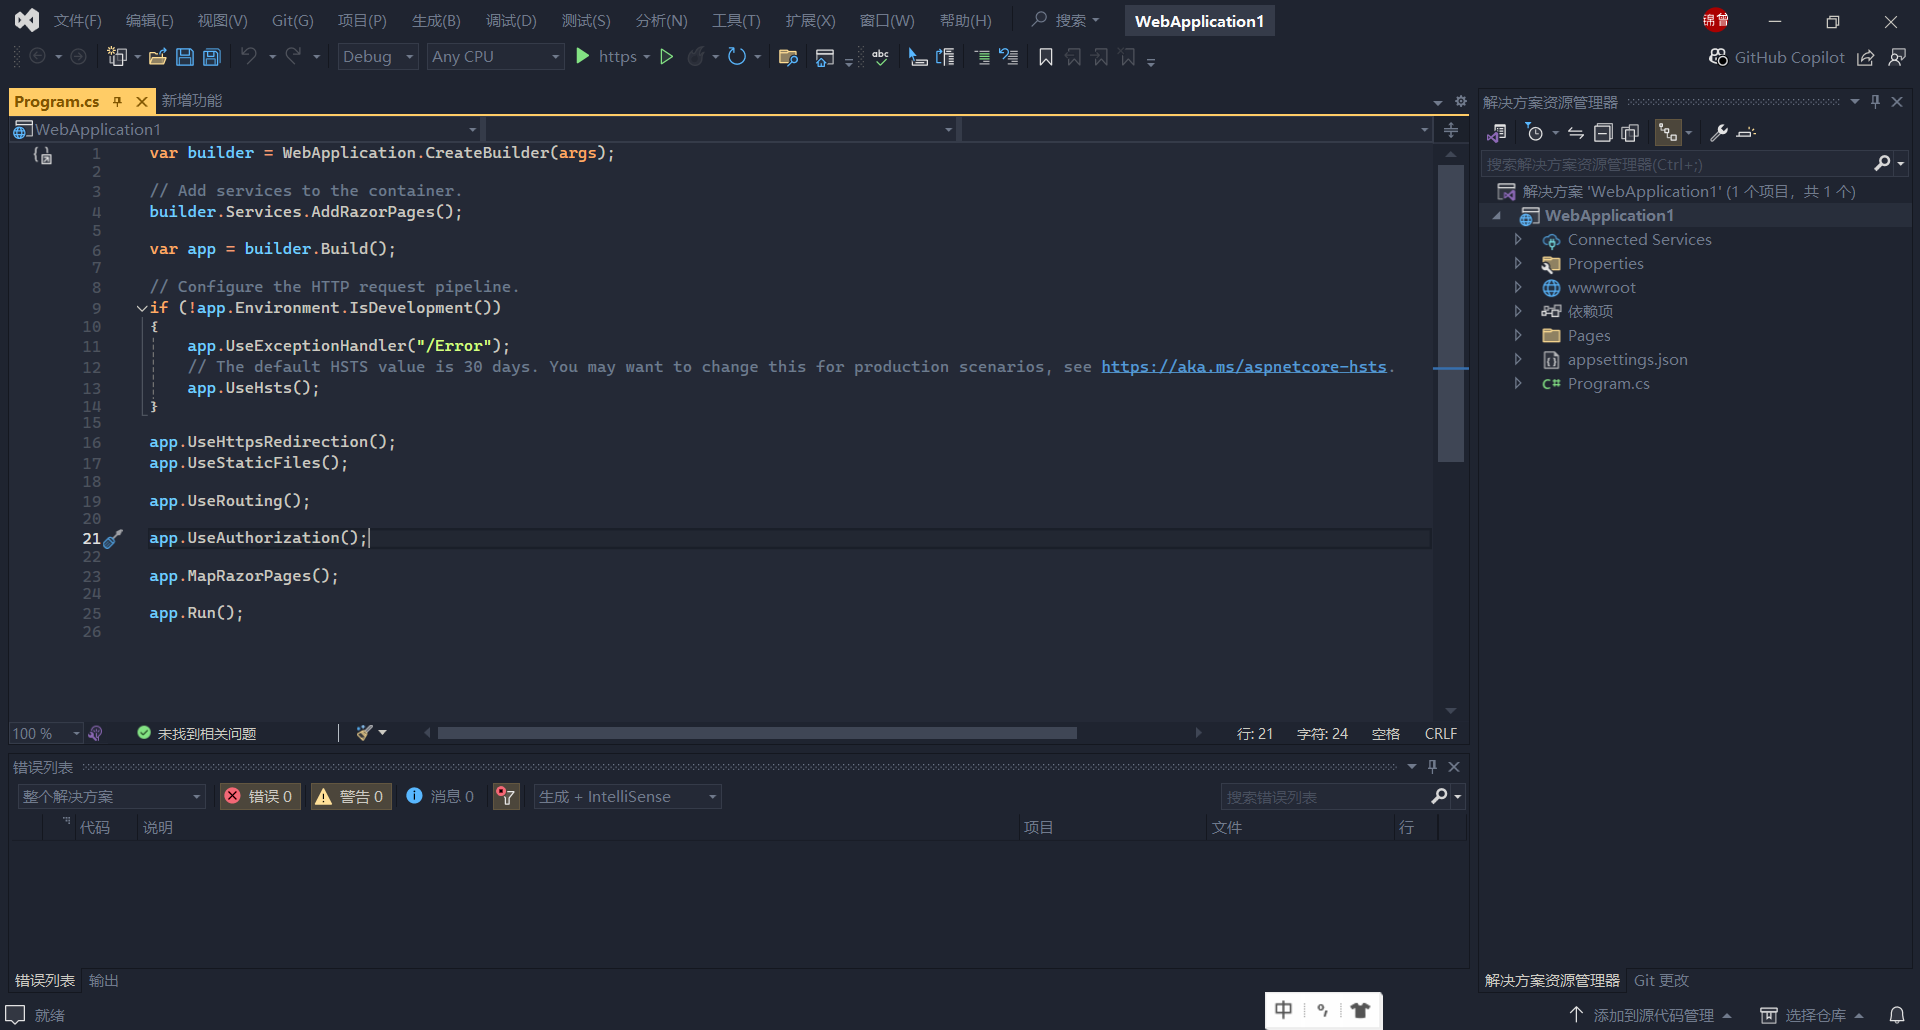 文件(F) 编辑(E) 视图(V) Git(G) 项目(P) 生成(B) 调试(D) 测试(S) 分析(N) 工具(T) 扩展(X) 窗口(W) 帮助(H) 搜索 WebApplication1 锦曾
Debug Any CPU https abc GitHub Copilot
Program.cs 新增功能
WebApplication1
1 var builder = WebApplication.CreateBuilder(args);
2
3 // Add services to the container.
4 builder.Services.AddRazorPages();
5
6 var app = builder.Build();
7
8 // Configure the HTTP request pipeline.
9 if (!app.Environment.IsDevelopment())
10 {
11 app.UseExceptionHandler("/Error");
12 // The default HSTS value is 30 days. You may want to change this for production scenarios, see https://aka.ms/aspnetcore-hsts.
13 app.UseHsts();
14 }
15
16 app.UseHttpsRedirection();
17 app.UseStaticFiles();
18
19 app.UseRouting();
20
21 app.UseAuthorization();
22
23 app.MapRazorPages();
24
25 app.Run();
26
100 % 未找到相关问题 行: 21 字符: 24 空格 CRLF
错误列表
整个解决方案 错误 0 警告 0 消息 0 生成 + IntelliSense 搜索错误列表
代码 说明 项目 文件 行
错误列表 输出
解决方案资源管理器
搜索解决方案资源管理器(Ctrl+;)
解决方案 'WebApplication1' (1 个项目，共 1 个)
WebApplication1
Connected Services
Properties
wwwroot
依赖项
Pages
appsettings.json
C# Program.cs
解决方案资源管理器 Git 更改
就绪 中 添加到源代码管理 选择仓库